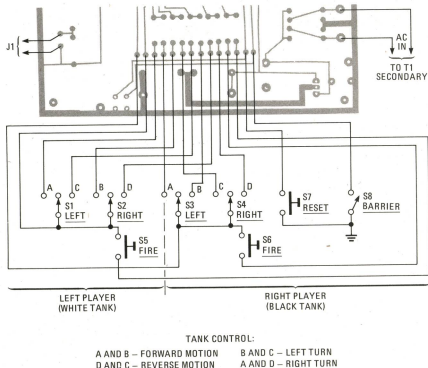 J1
AC
IN
TO T1
SECONDARY
A C B D A B C D
S1
LEFT
S2
RIGHT
S3
LEFT
S4
RIGHT
S7
RESET
S8
BARRIER
S5
FIRE
S6
FIRE
LEFT PLAYER
(WHITE TANK)
RIGHT PLAYER
(BLACK TANK)
TANK CONTROL:
A AND B – FORWARD MOTION B AND C – LEFT TURN
D AND C – REVERSE MOTION A AND D – RIGHT TURN